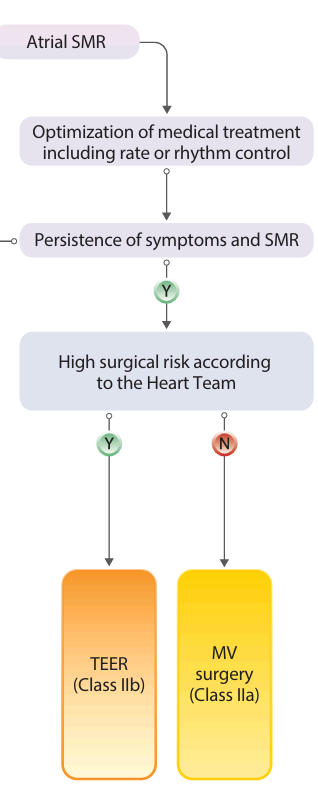 Atrial SMR
Optimization of medical treatment
including rate or rhythm control
Persistence of symptoms and SMR
Y
High surgical risk according
to the Heart Team
Y
N
TEER
(Class IIb)
MV
surgery
(Class IIa)